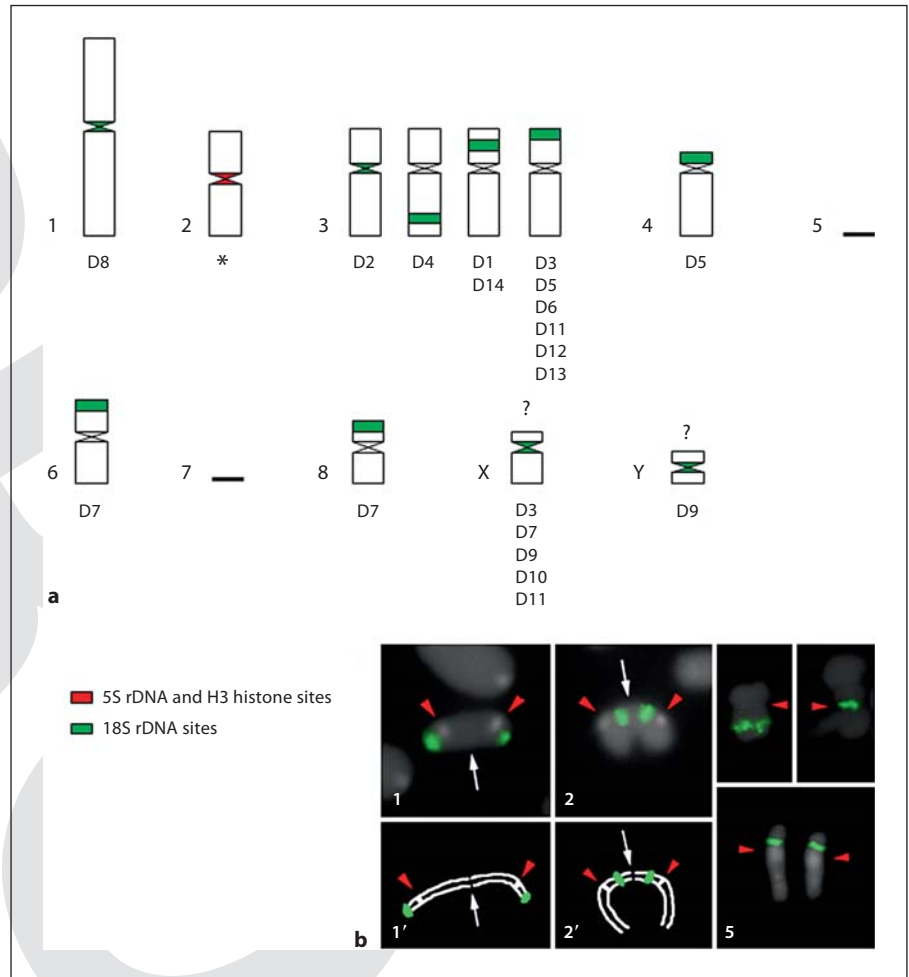 1
D8
2
*
3
D2
D4
D1
D14
D3
D5
D6
D11
D12
D13
4
D5
5
6
D7
7
8
D7
?
X
D3
D7
D9
D10
D11
?
Y
D9
a
5S rDNA and H3 histone sites
18S rDNA sites
b
1
2
1′
2′
5